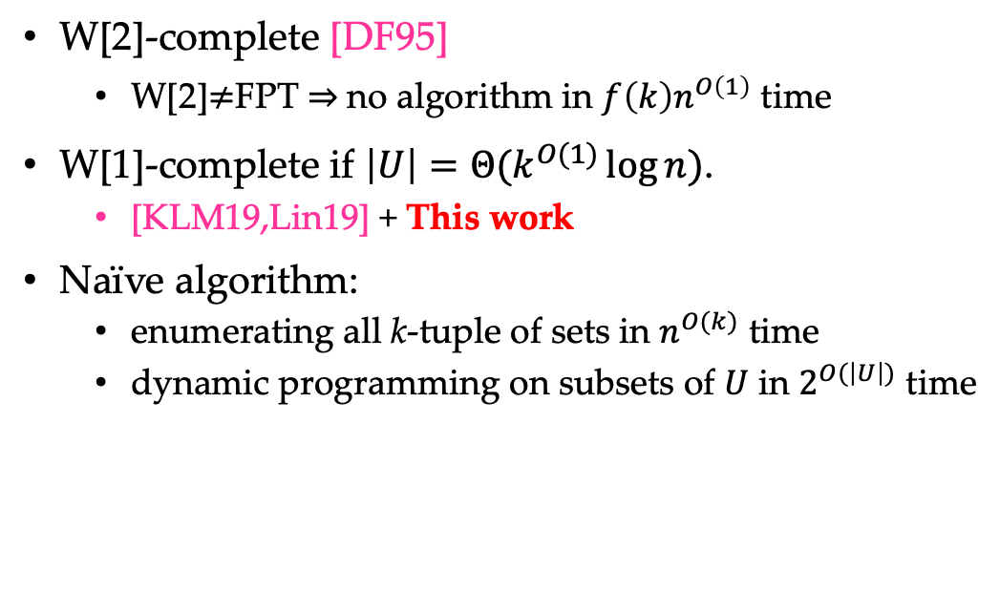 • W[2]-complete [DF95]
• W[2]≠FPT ⇒ no algorithm in f(k)n^{O(1)} time
• W[1]-complete if |U| = Θ(k^{O(1)} log n).
• [KLM19,Lin19] + This work
• Naïve algorithm:
• enumerating all k-tuple of sets in n^{O(k)} time
• dynamic programming on subsets of U in 2^{O(|U|)} time